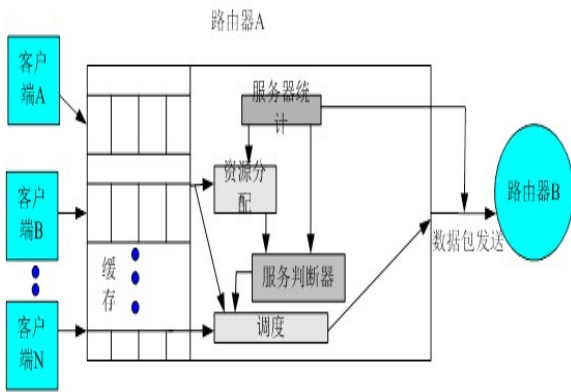 路由器A
客户
端A
服务器统
计
资源分
配
客户
端B
路由器B
数据包发送
缓
存
服务判断器
客户
端N
调度